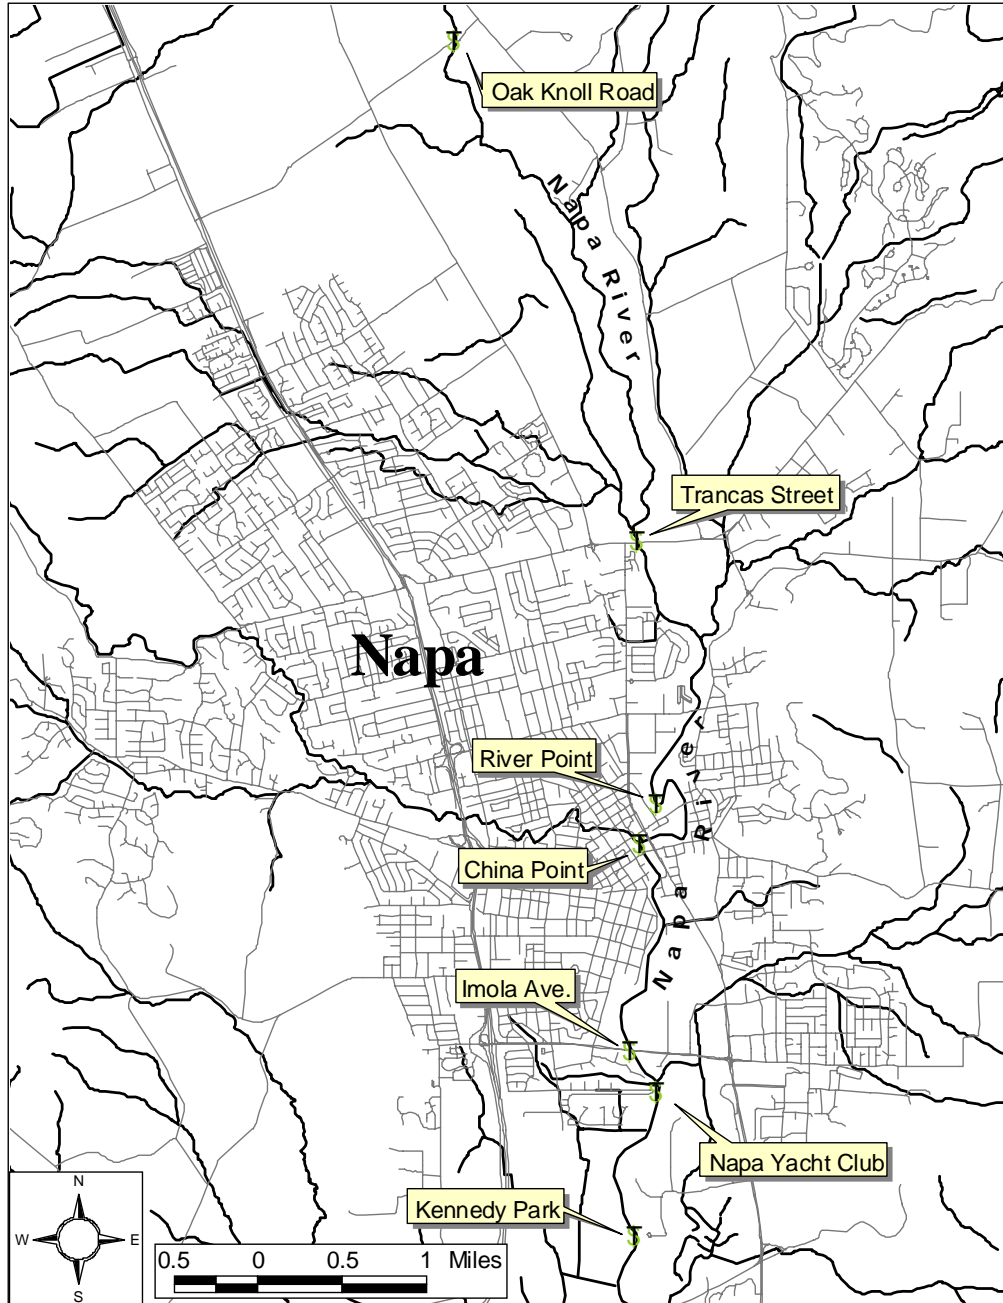 Oak Knoll Road
Napa River
Trancas Street
Napa
River Point
Napa River
China Point
Imola Ave.
Napa Yacht Club
Kennedy Park
N
W E
S
0.5 0 0.5 1 Miles